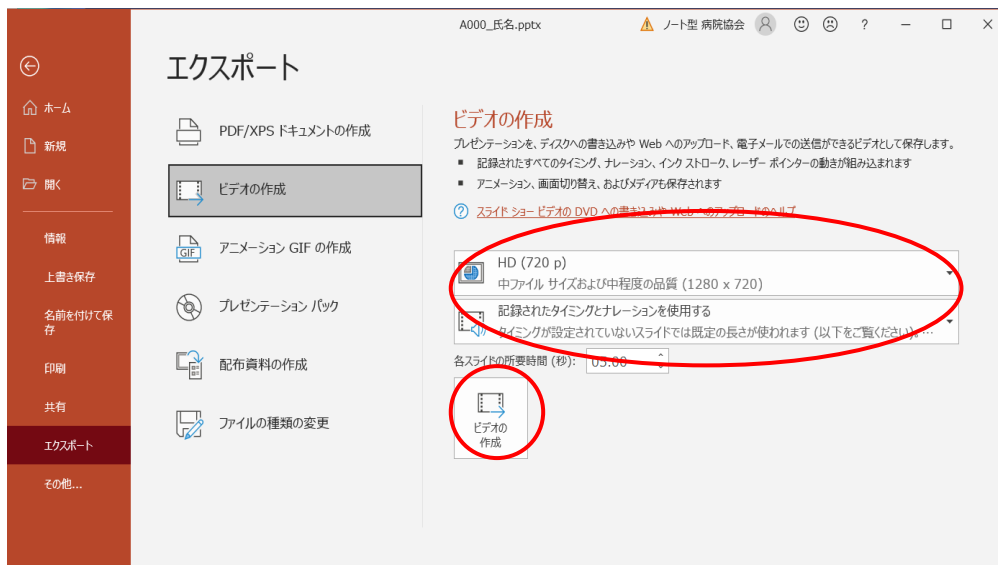 A000_氏名.pptx
ノート型 病院協会
?
エクスポート
ホーム
新規
開く
情報
上書き保存
名前を付けて保
存
印刷
共有
エクスポート
その他...
PDF/XPS ドキュメントの作成
ビデオの作成
GIF
アニメーション GIF の作成
プレゼンテーション パック
配布資料の作成
ファイルの種類の変更
ビデオの作成
プレゼンテーションを、ディスクへの書き込みや Web へのアップロード、電子メールでの送信ができるビデオとして保存します。
■ 記録されたすべてのタイミング、ナレーション、インク ストローク、レーザー ポインターの動きが組み込まれます
■ アニメーション、画面切り替え、およびメディアも保存されます
? スライド ショー ビデオの DVD への書き込みや Web へのアップロードのヘルプ
HD (720 p)
中ファイル サイズおよび中程度の品質 (1280 x 720)
記録されたタイミングとナレーションを使用する
タイミングが設定されていないスライドでは既定の長さが使われます (以下をご覧ください)。…
各スライドの所要時間 (秒): 05.00
ビデオの
作成